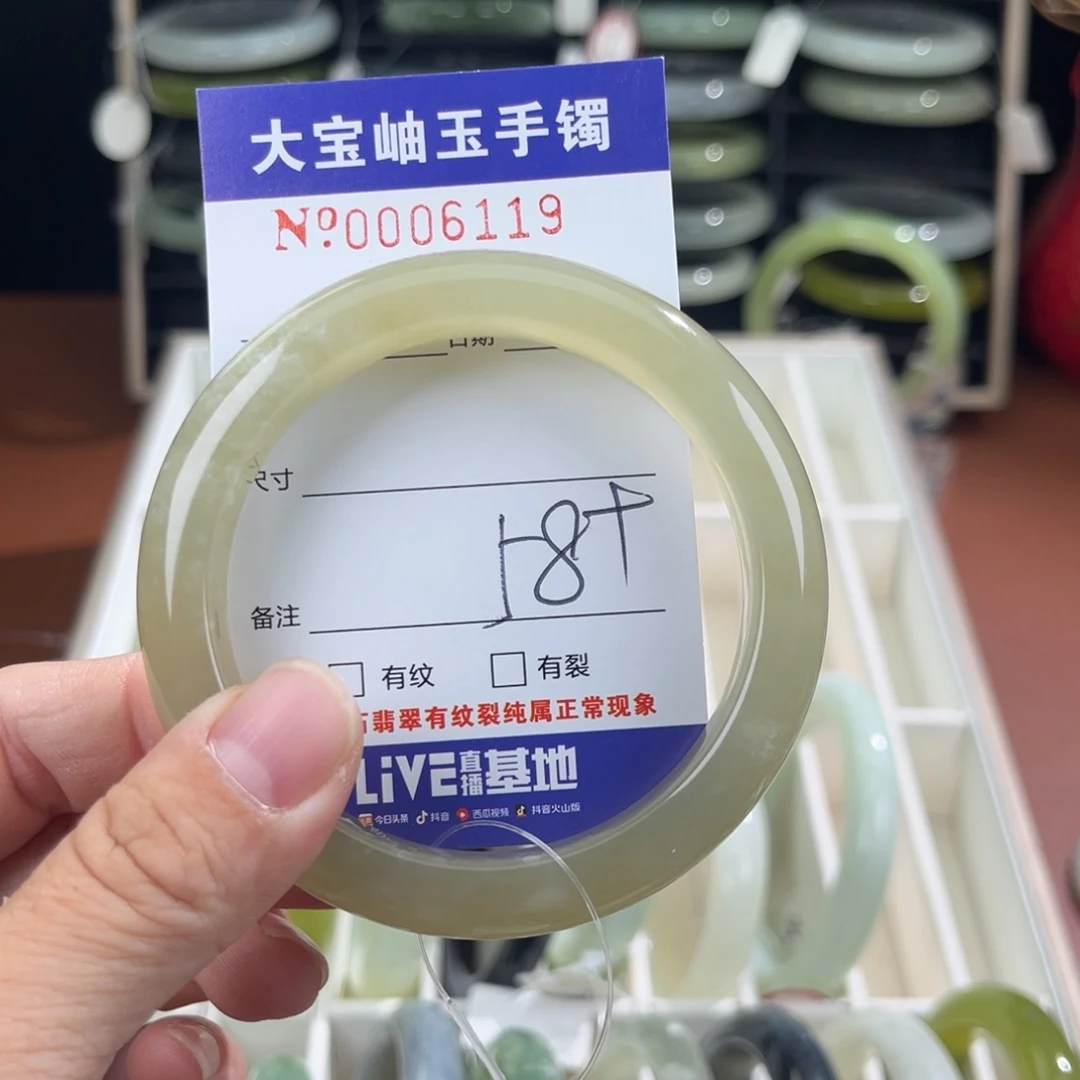 大宝岫玉手镯
№0006119
日期
尺寸
备注
有纹 有裂
翡翠有纹裂纯属正常现象
LiVE直播基地
今日头条 抖音 西瓜视频 抖音火山版